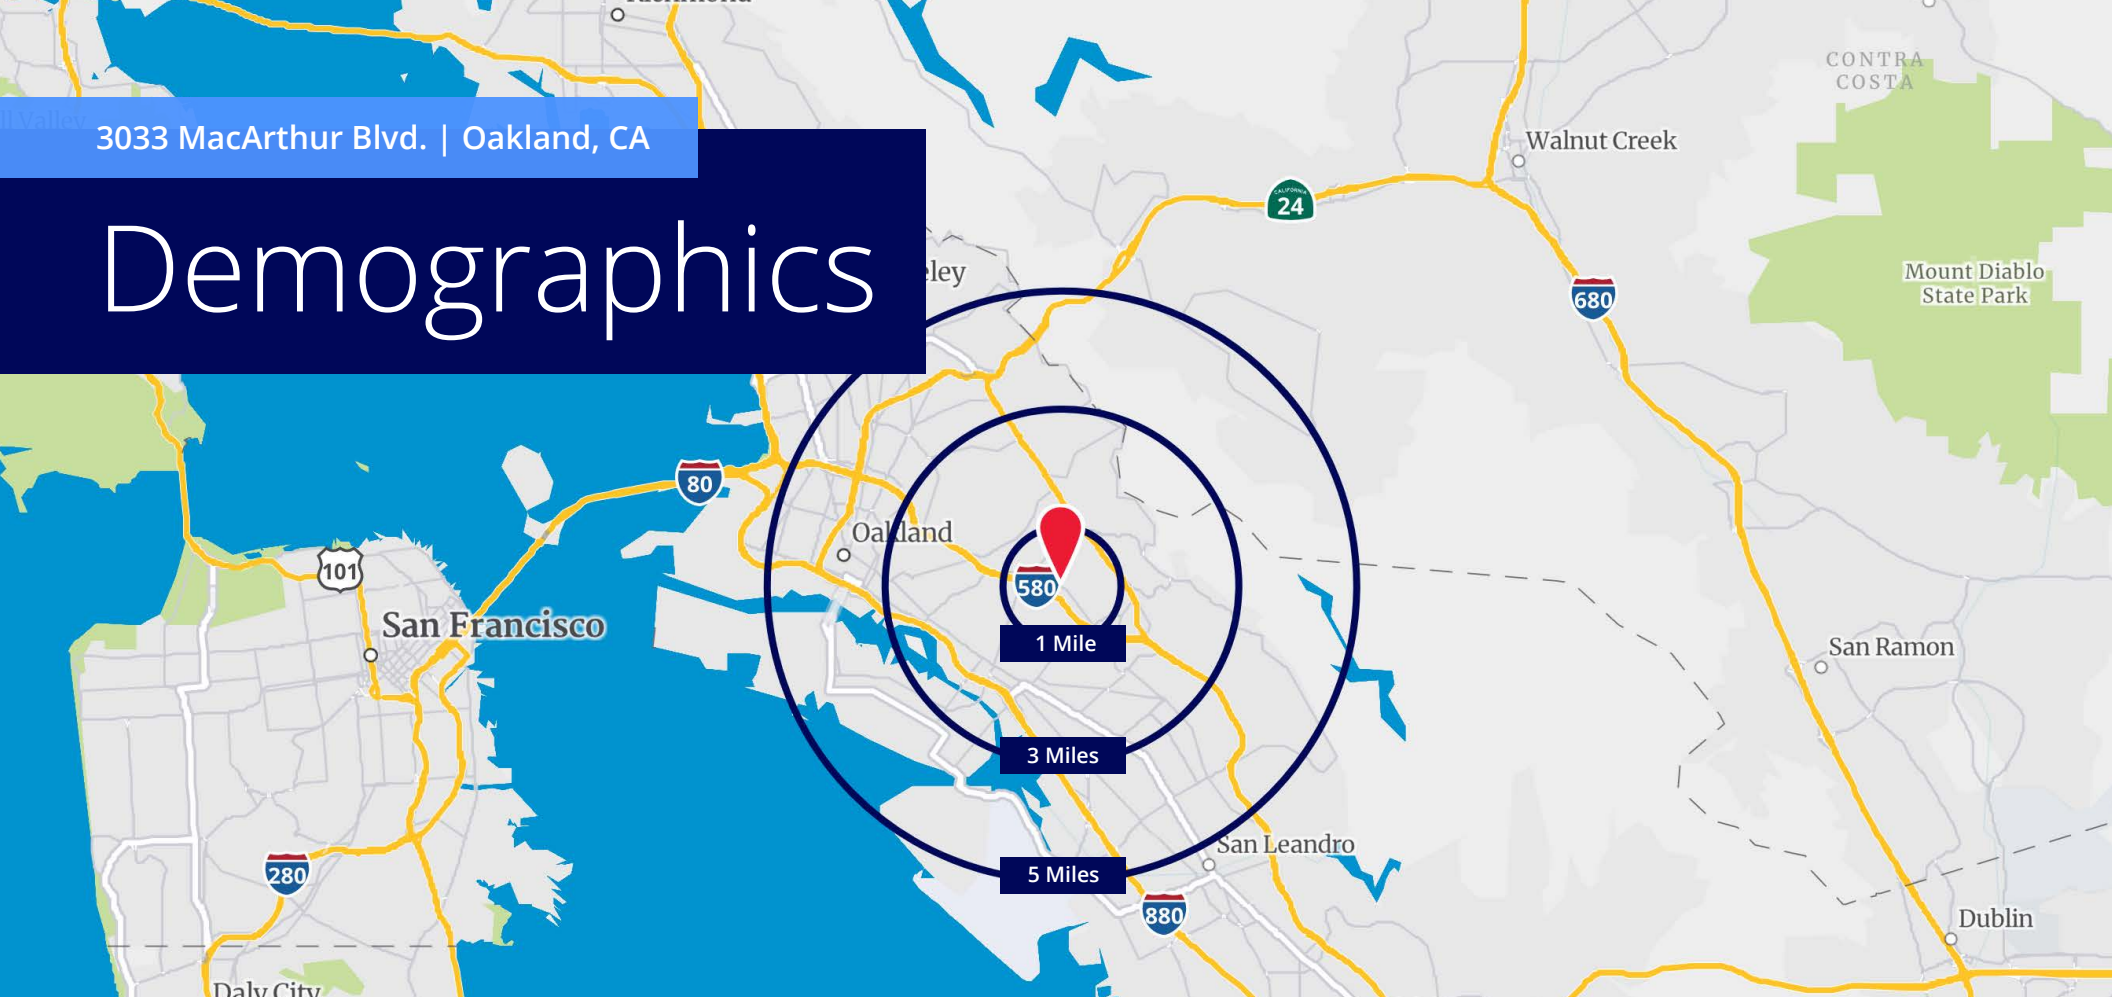 3033 MacArthur Blvd. | Oakland, CA
Demographics
CONTRA
COSTA
Walnut Creek
CALIFORNIA
24
680
Mount Diablo
State Park
80
Oakland
580
101
San Francisco
1 Mile
San Ramon
3 Miles
San Leandro
5 Miles
280
880
Dublin
Daly City